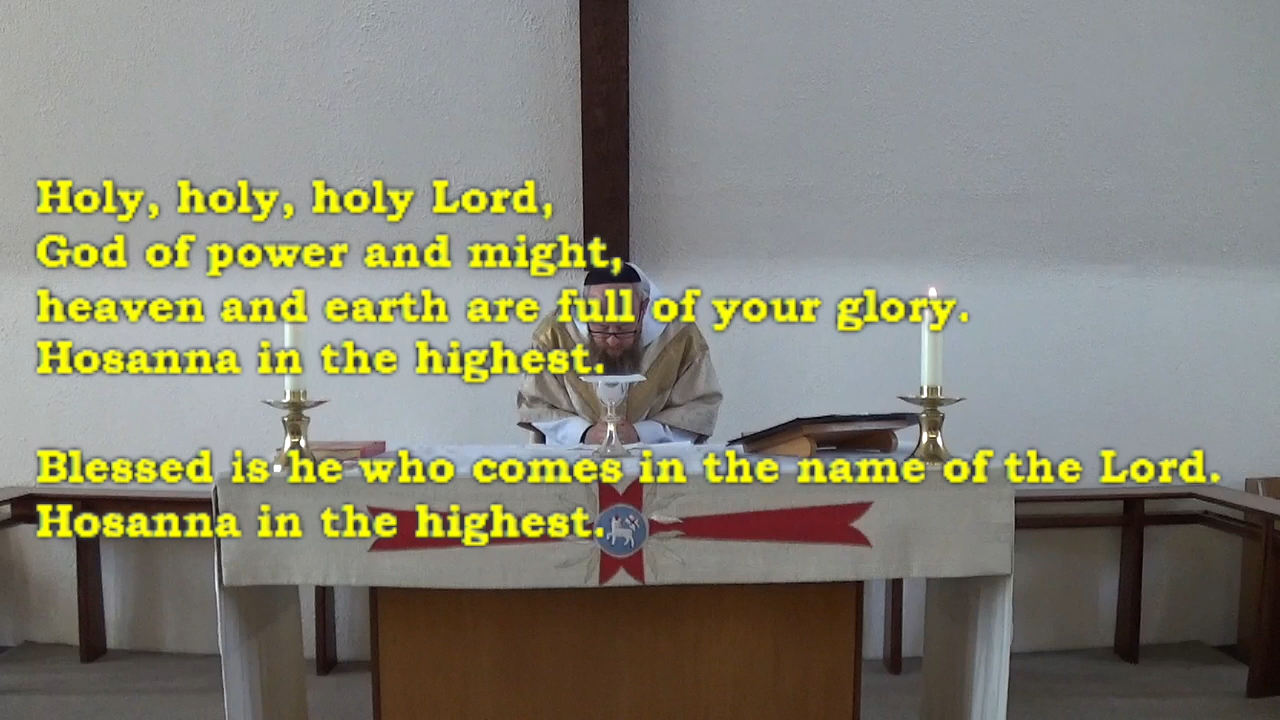 Holy, holy, holy Lord,
God of power and might,
heaven and earth are full of your glory.
Hosanna in the highest.
Blessed is he who comes in the name of the Lord.
Hosanna in the highest.